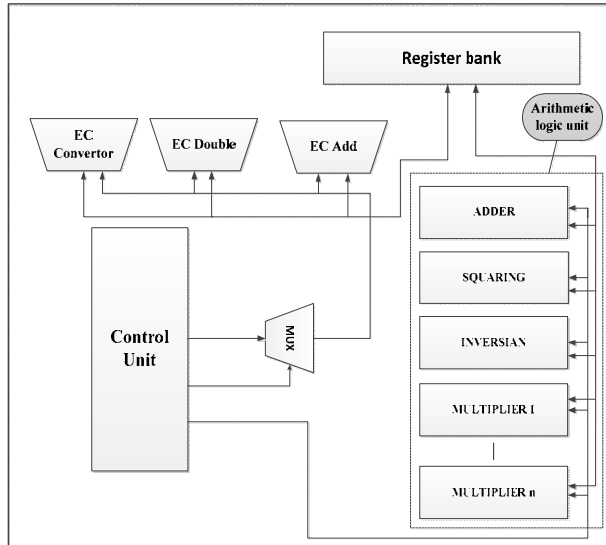 Register bank
Arithmetic
logic unit
EC
Convertor
EC Double
EC Add
ADDER
SQUARING
Control
Unit
MUX
INVERSIAN
MULTIPLIER 1
MULTIPLIER n